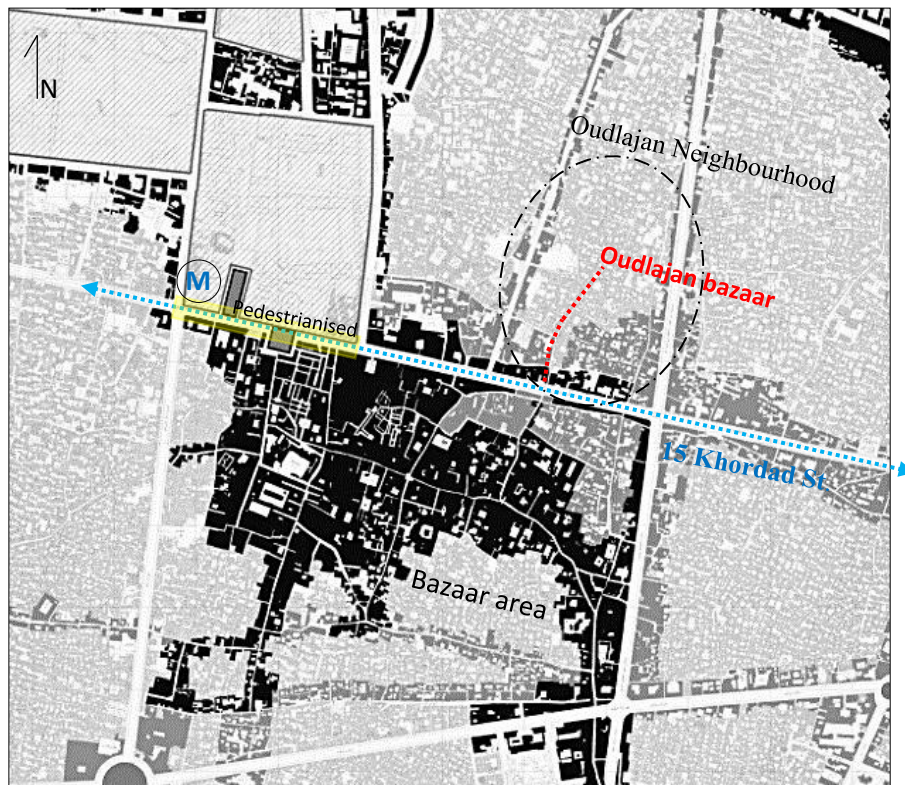 N
Oudlajan Neighbourhood
Oudlajan bazaar
M
Pedestrianised
15 Khordad St.
Bazaar area